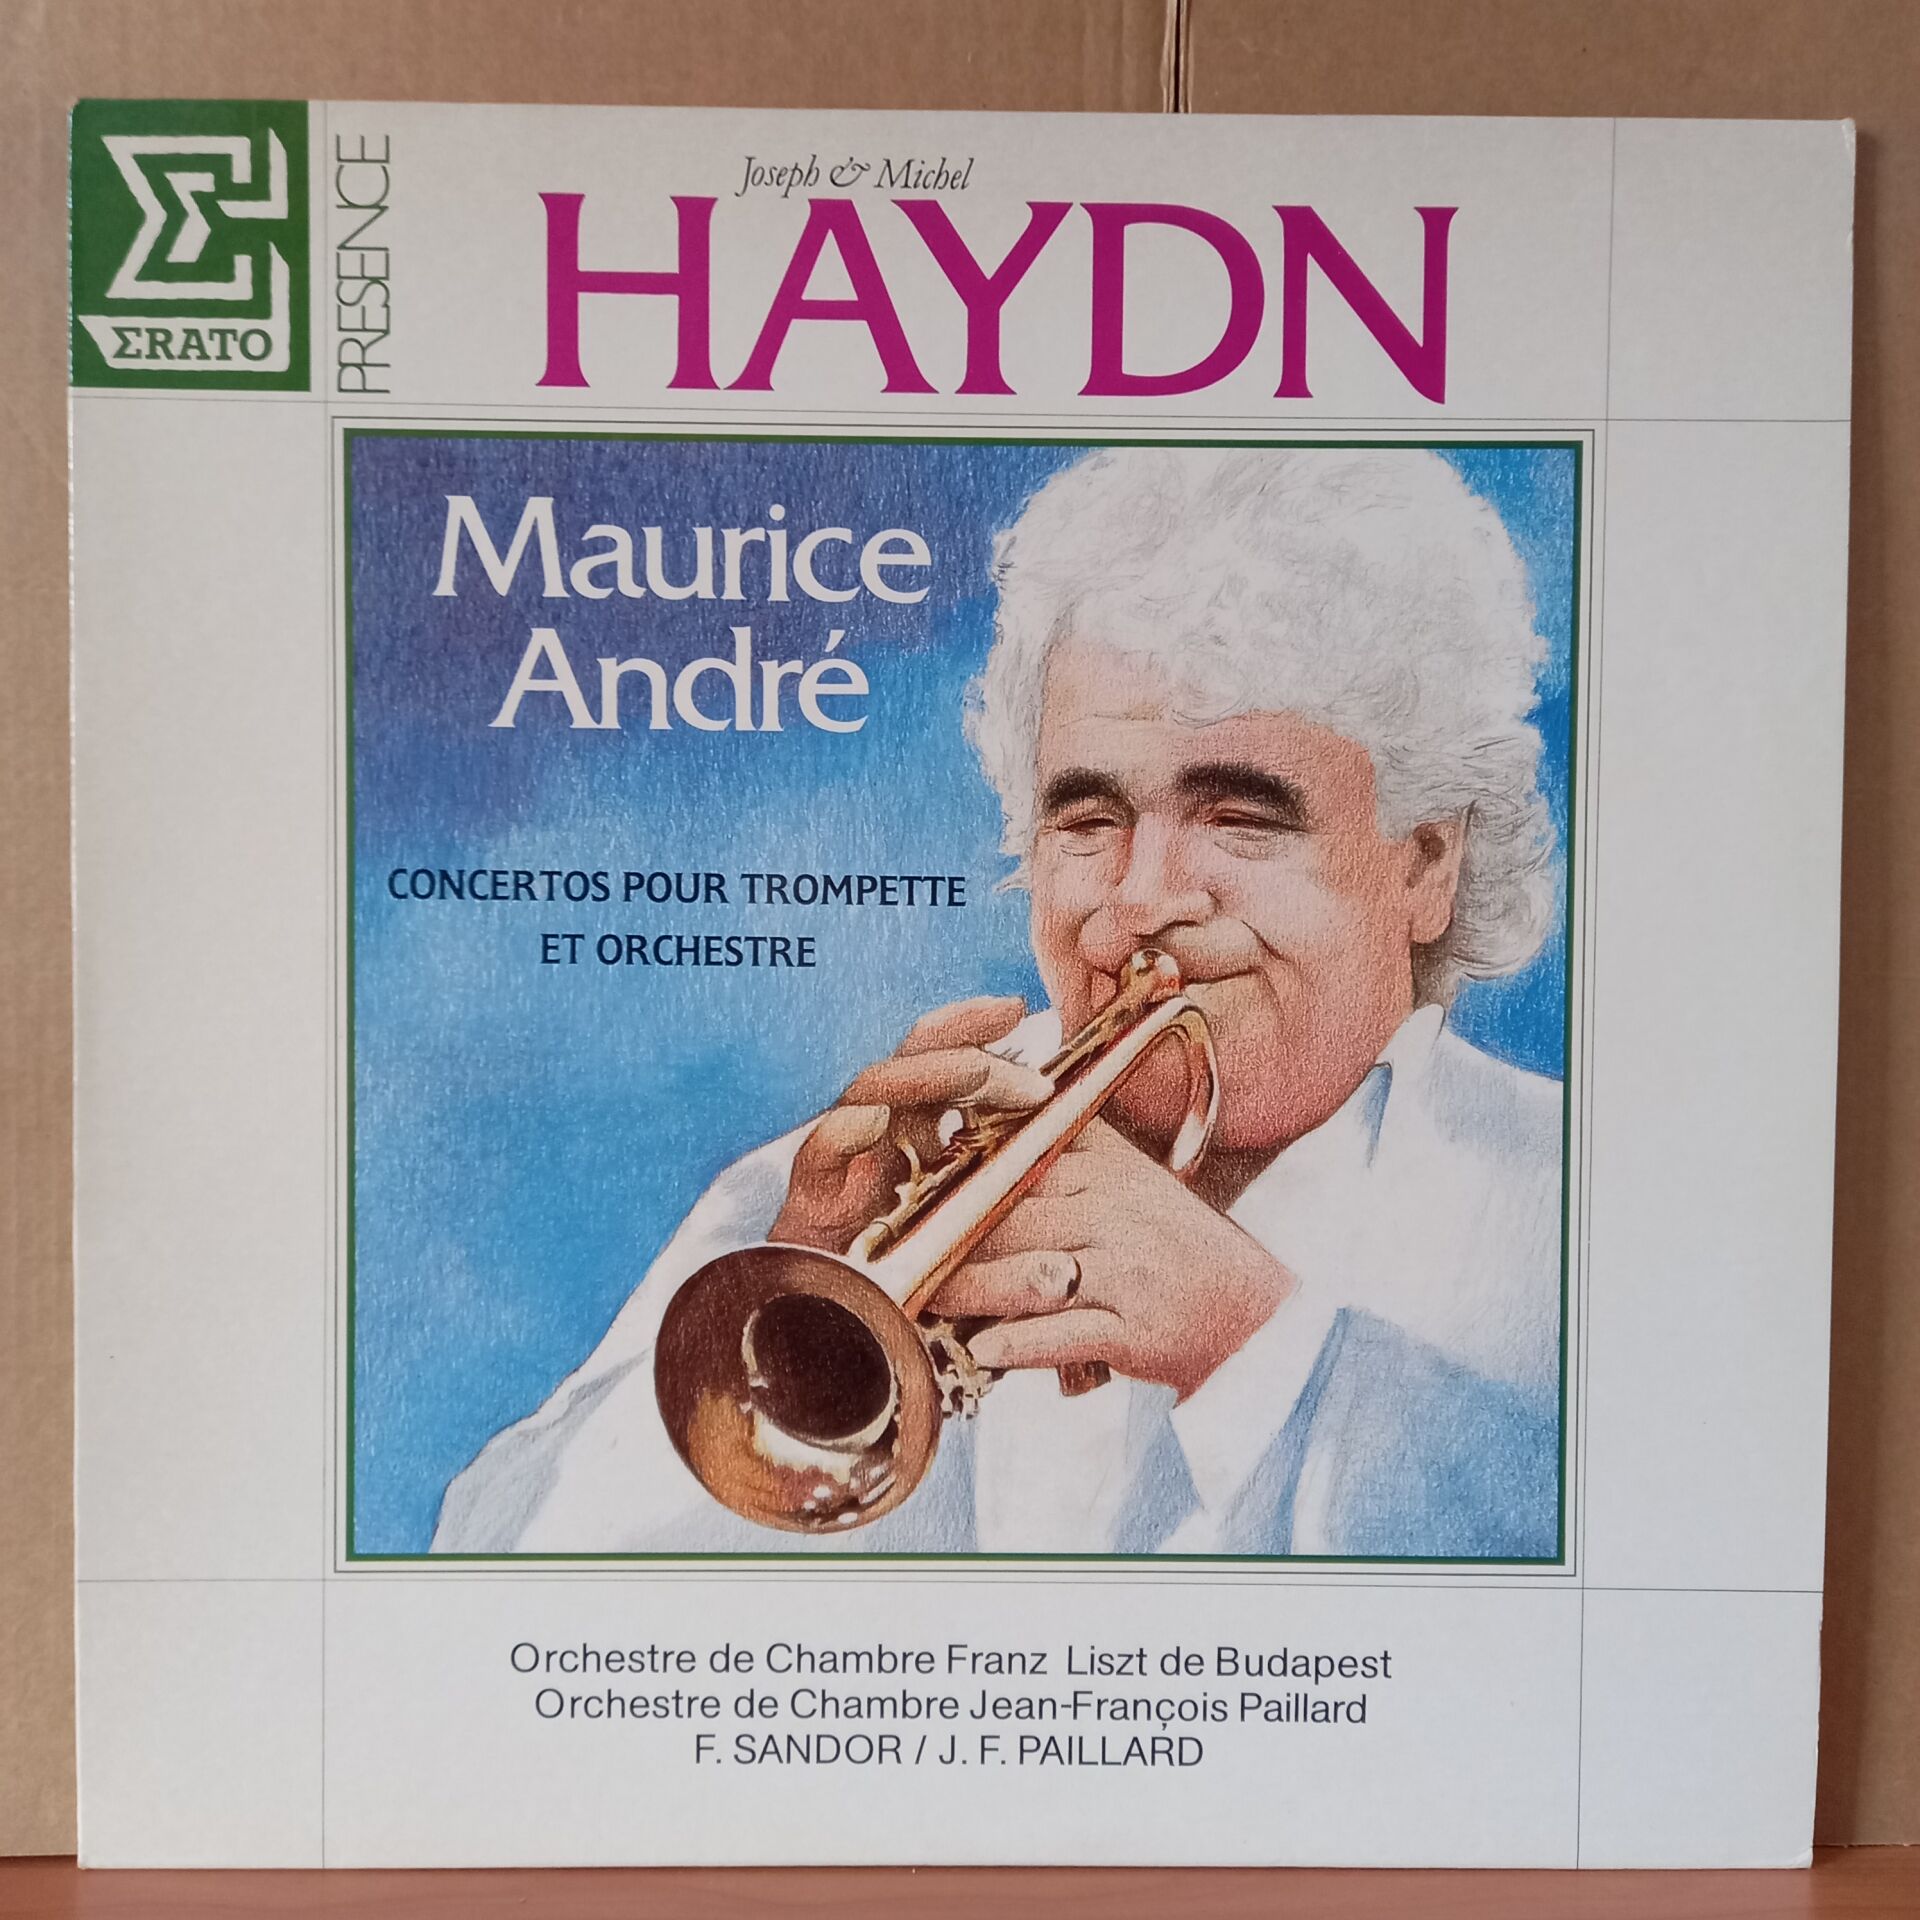 ΣRATO
PRESENCE
Joseph & Michel
HAYDN
Maurice
André
CONCERTOS POUR TROMPETTE
ET ORCHESTRE
Orchestre de Chambre Franz Liszt de Budapest
Orchestre de Chambre Jean-François Paillard
F. SANDOR / J. F. PAILLARD